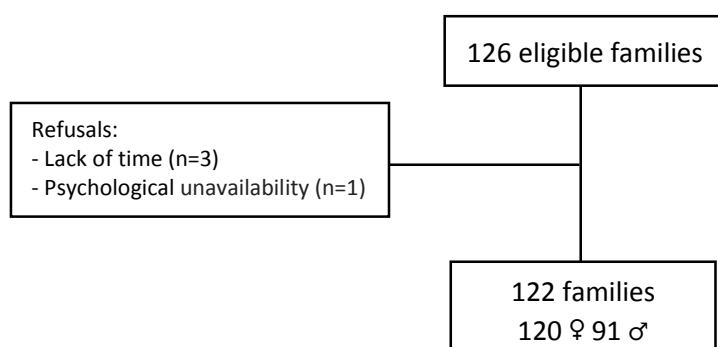 126 eligible families
Refusals:
- Lack of time (n=3)
- Psychological unavailability (n=1)
122 families
120 ♀ 91 ♂